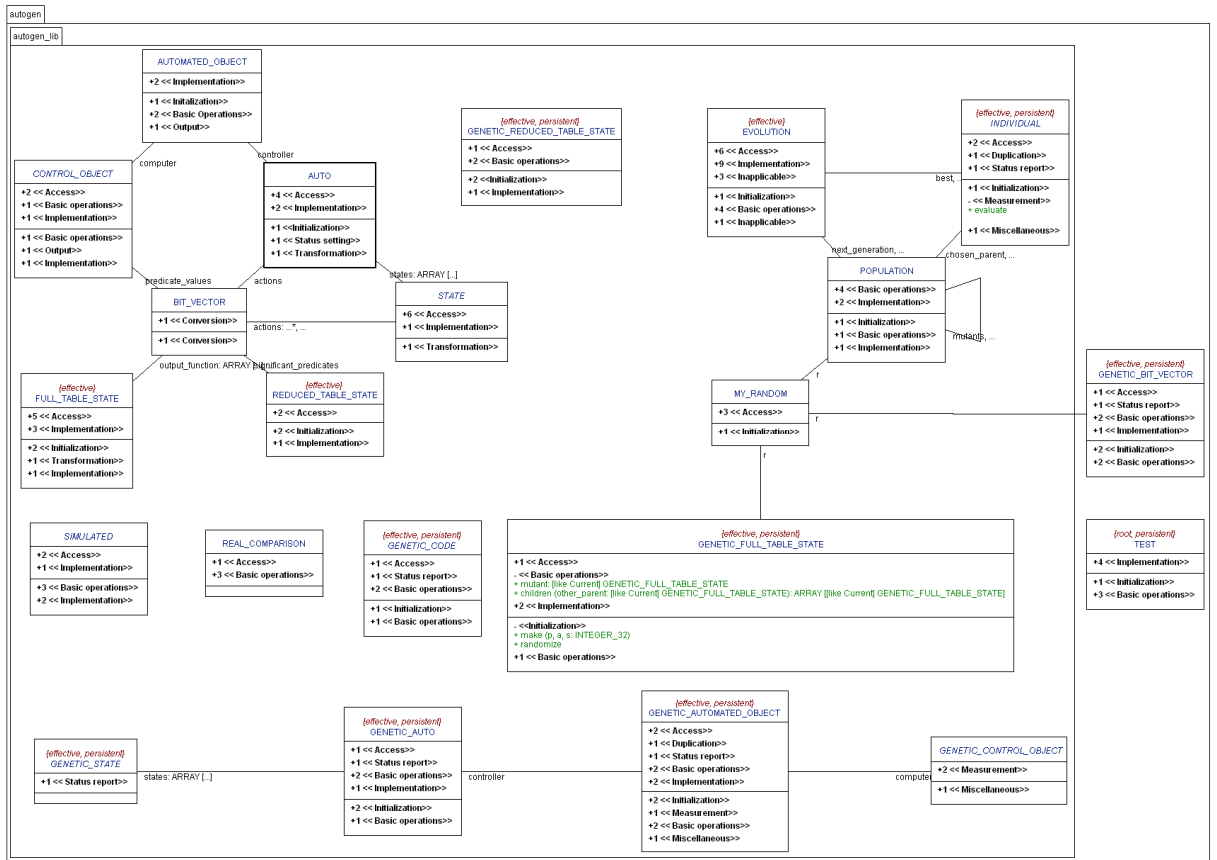 autogen
autogen_lib
AUTOMATED_OBJECT
+2 << Implementation>>
+1 << Initalization>>
+2 << Basic Operations>>
+1 << Output>>
computer
controller
CONTROL_OBJECT
+2 << Access>>
+1 << Basic operations>>
+1 << Implementation>>
+1 << Basic operations>>
+1 << Output>>
+1 << Implementation>>
AUTO
+4 << Access>>
+2 << Implementation>>
+1 <<Initialization>>
+1 << Status setting>>
+1 << Transformation>>
predicate_values
actions
states: ARRAY [...]
BIT_VECTOR
+1 << Conversion>>
+1 << Conversion>>
actions: ...*, ...
STATE
+6 << Access>>
+1 << Implementation>>
+1 << Transformation>>
output_function: ARRAY [
significant_predicates
{effective}
FULL_TABLE_STATE
+5 << Access>>
+3 << Implementation>>
+2 << Initialization>>
+1 << Transformation>>
+1 << Implementation>>
{effective}
REDUCED_TABLE_STATE
+2 << Access>>
+2 << Initialization>>
+1 << Implementation>>
{effective, persistent}
GENETIC_REDUCED_TABLE_STATE
+1 << Access>>
+2 << Basic operations>>
+2 <<Initialization>>
+1 << Implementation>>
{effective}
EVOLUTION
+6 << Access>>
+9 << Implementation>>
+3 << Inapplicable>>
+1 << Initialization>>
+4 << Basic operations>>
+1 << Inapplicable>>
{effective, persistent}
INDIVIDUAL
+2 << Access>>
+1 << Duplication>>
+1 << Status report>>
+1 << Initialization>>
- << Measurement>>
+ evaluate
+1 << Miscellaneous>>
best, ..
next_generation, ...
chosen_parent, ...
POPULATION
+4 << Basic operations>>
+2 << Implementation>>
+1 << Initialization>>
+1 << Basic operations>>
+1 << Implementation>>
mutants, ...
r
MY_RANDOM
+3 << Access>>
+1 << Initialization>>
r
r
{effective, persistent}
GENETIC_BIT_VECTOR
+1 << Access>>
+1 << Status report>>
+2 << Basic operations>>
+1 << Implementation>>
+2 << Initialization>>
+2 << Basic operations>>
SIMULATED
+2 << Access>>
+1 << Implementation>>
+3 << Basic operations>>
+2 << Implementation>>
REAL_COMPARISON
+1 << Access>>
+3 << Basic operations>>
{effective, persistent}
GENETIC_CODE
+1 << Access>>
+1 << Status report>>
+2 << Basic operations>>
+1 << Initialization>>
+1 << Basic operations>>
{effective, persistent}
GENETIC_FULL_TABLE_STATE
+1 << Access>>
- << Basic operations>>
+ mutant: [like Current] GENETIC_FULL_TABLE_STATE
+ children (other_parent: [like Current] GENETIC_FULL_TABLE_STATE): ARRAY [[like Current] GENETIC_FULL_TABLE_STATE]
+2 << Implementation>>
- <<Initialization>>
+ make (p, a, s: INTEGER_32)
+ randomize
+1 << Basic operations>>
{root, persistent}
TEST
+4 << Implementation>>
+1 << Initialization>>
+3 << Basic operations>>
{effective, persistent}
GENETIC_STATE
+1 << Status report>>
states: ARRAY [...]
{effective, persistent}
GENETIC_AUTO
+1 << Access>>
+1 << Status report>>
+2 << Basic operations>>
+1 << Implementation>>
+2 << Initialization>>
+1 << Basic operations>>
controller
{effective, persistent}
GENETIC_AUTOMATED_OBJECT
+2 << Access>>
+1 << Duplication>>
+1 << Status report>>
+2 << Basic operations>>
+2 << Implementation>>
+2 << Initialization>>
+1 << Measurement>>
+2 << Basic operations>>
+1 << Miscellaneous>>
computer
GENETIC_CONTROL_OBJECT
+2 << Measurement>>
+1 << Miscellaneous>>